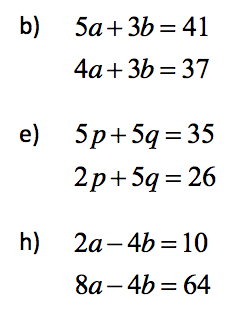 b) 5a+3b=41
4a+3b=37
e) 5p+5q=35
2p+5q=26
h) 2a−4b=10
8a−4b=64